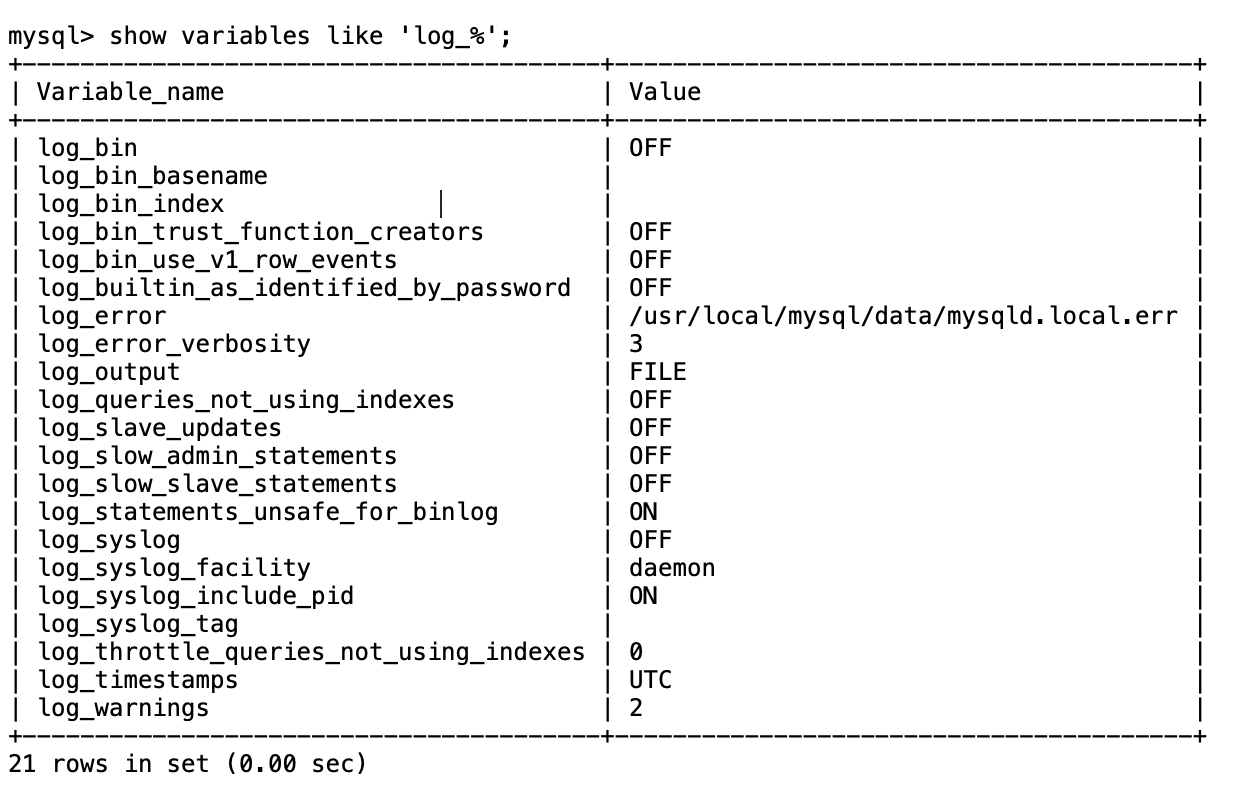 mysql> show variables like 'log_%';
+----------------------------------------+----------------------------------------+
| Variable_name                          | Value                                  |
+----------------------------------------+----------------------------------------+
| log_bin                                | OFF                                    |
| log_bin_basename                       |                                        |
| log_bin_index                          |                                        |
| log_bin_trust_function_creators        | OFF                                    |
| log_bin_use_v1_row_events              | OFF                                    |
| log_builtin_as_identified_by_password  | OFF                                    |
| log_error                              | /usr/local/mysql/data/mysqld.local.err |
| log_error_verbosity                    | 3                                      |
| log_output                             | FILE                                   |
| log_queries_not_using_indexes          | OFF                                    |
| log_slave_updates                      | OFF                                    |
| log_slow_admin_statements              | OFF                                    |
| log_slow_slave_statements              | OFF                                    |
| log_statements_unsafe_for_binlog       | ON                                     |
| log_syslog                             | OFF                                    |
| log_syslog_facility                    | daemon                                 |
| log_syslog_include_pid                 | ON                                     |
| log_syslog_tag                         |                                        |
| log_throttle_queries_not_using_indexes | 0                                      |
| log_timestamps                         | UTC                                    |
| log_warnings                           | 2                                      |
+----------------------------------------+----------------------------------------+
21 rows in set (0.00 sec)